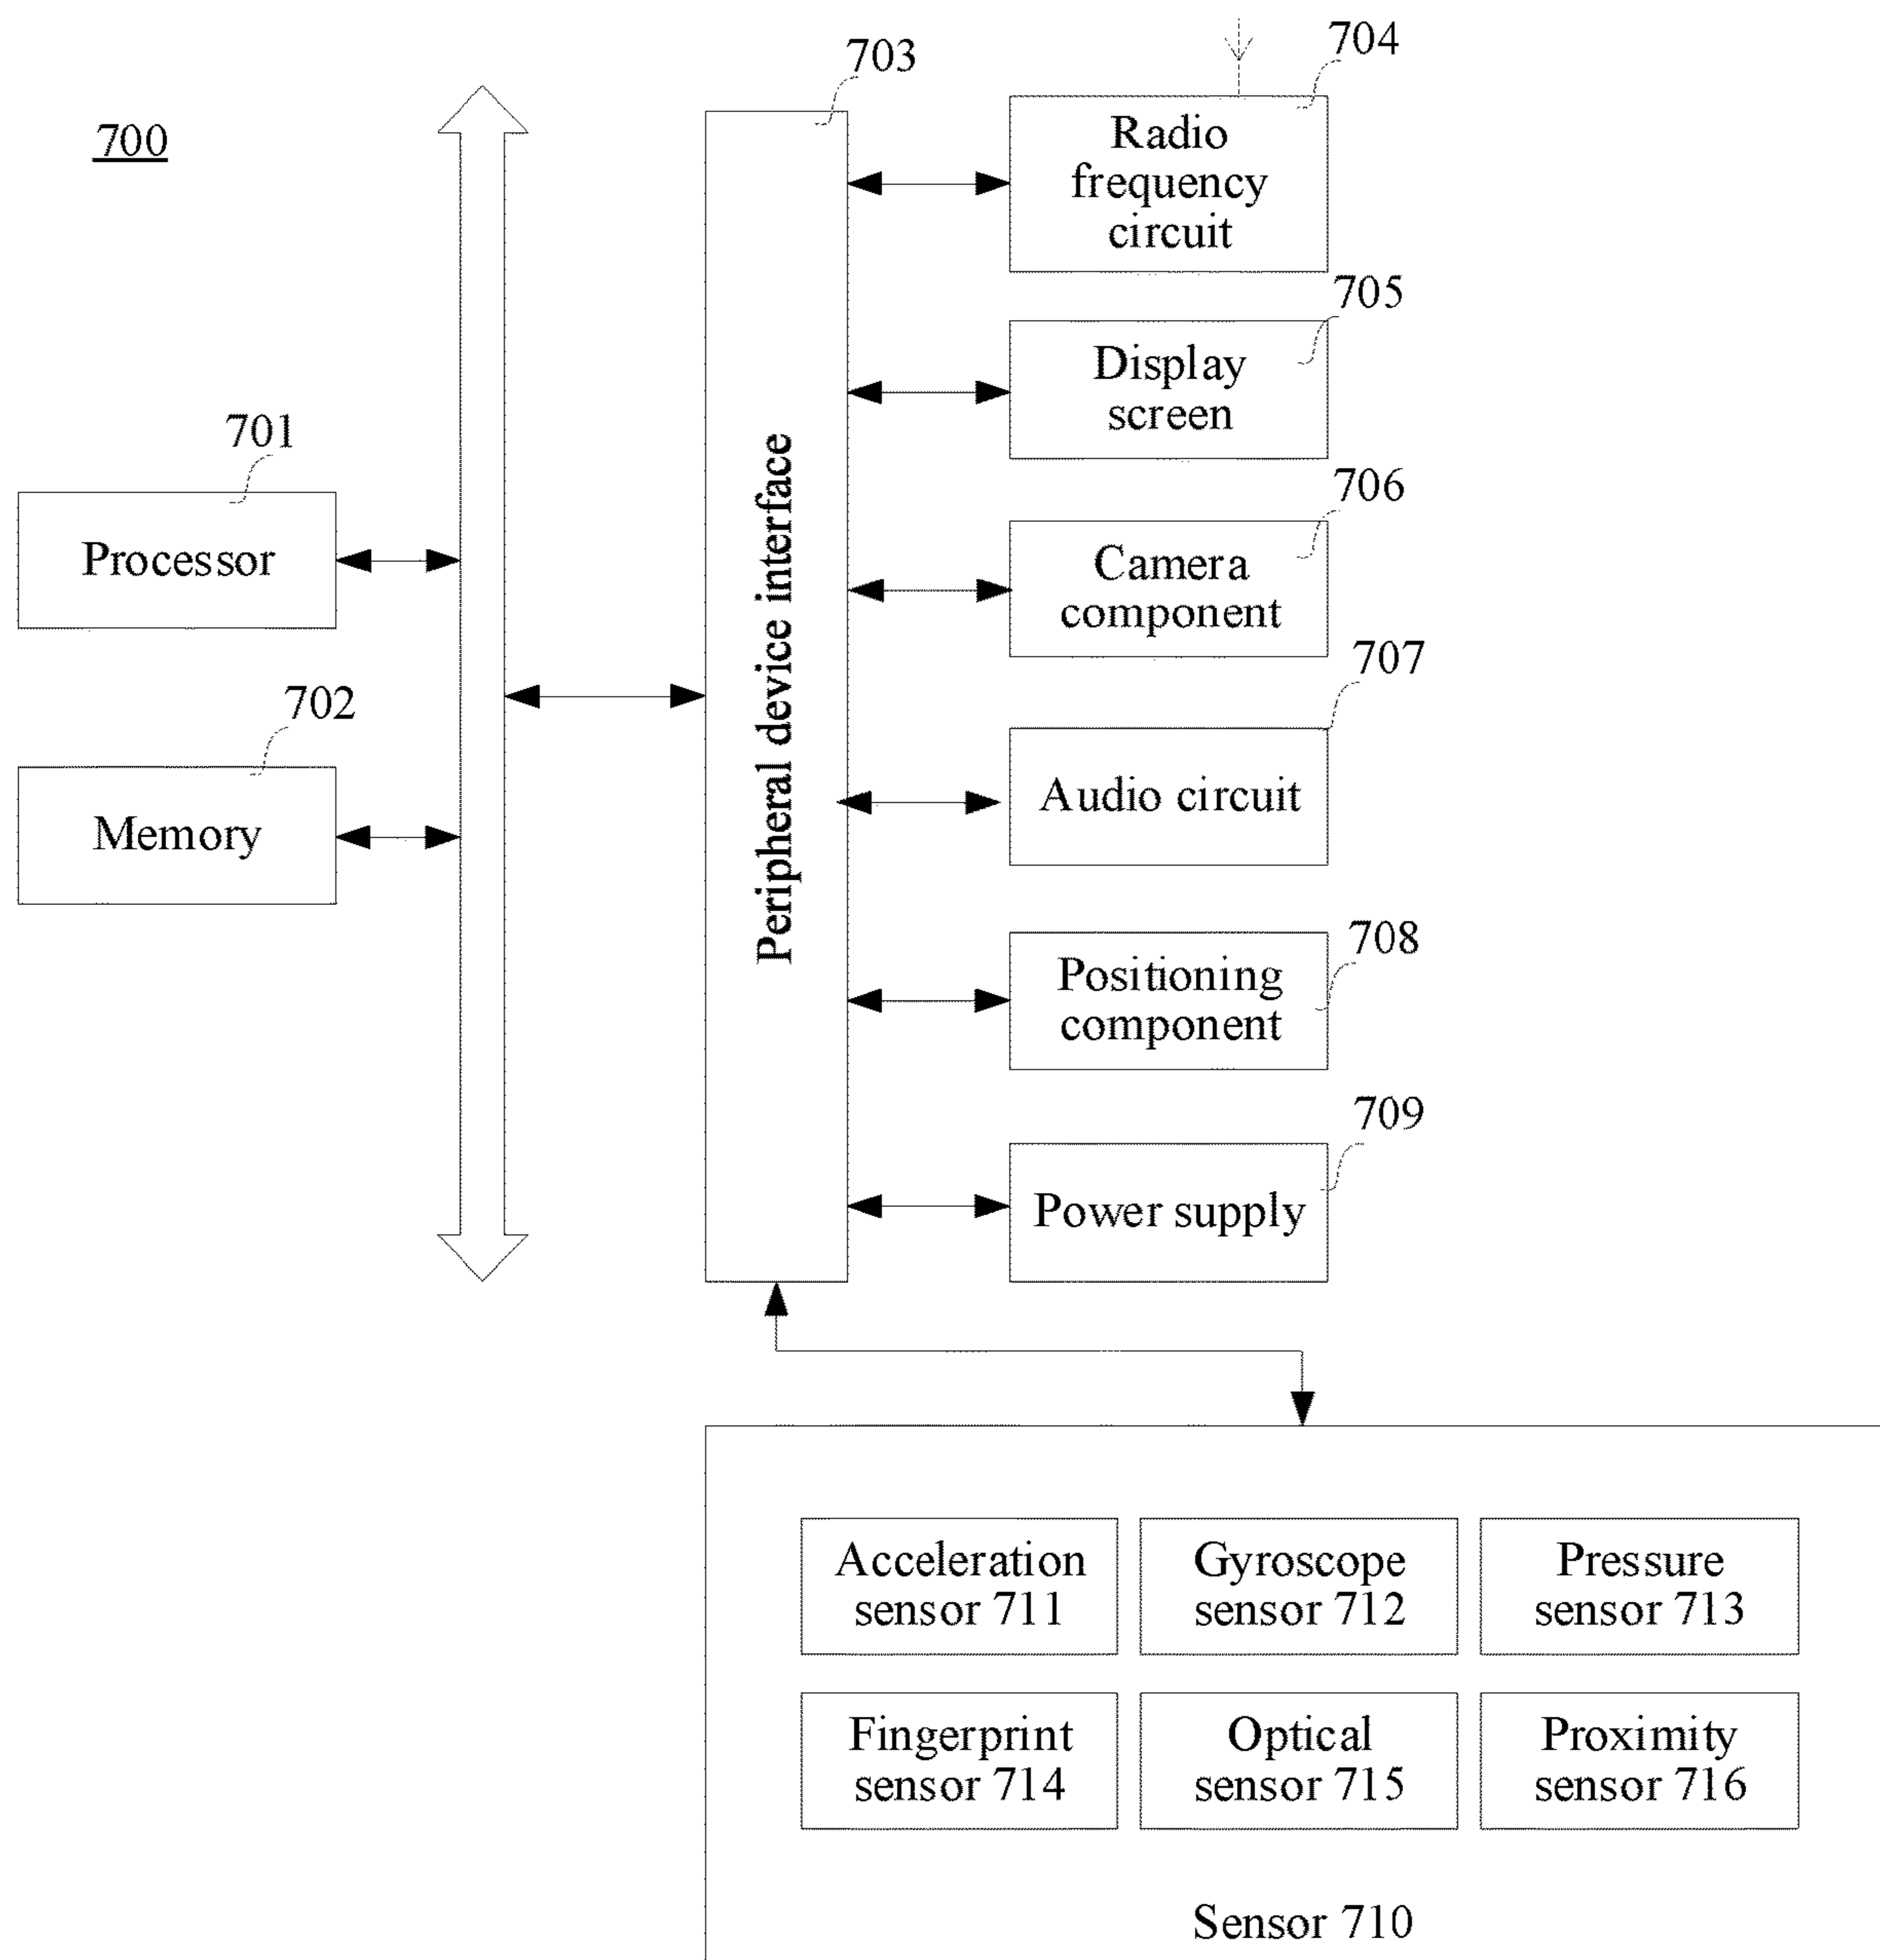 700
703
704
Radio
frequency
circuit
705
Display
screen
701
Processor
706
Camera
component
Peripheral device interface
702
Memory
707
Audio circuit
708
Positioning
component
709
Power supply
Acceleration
sensor 711
Gyroscope
sensor 712
Pressure
sensor 713
Fingerprint
sensor 714
Optical
sensor 715
Proximity
sensor 716
Sensor 710